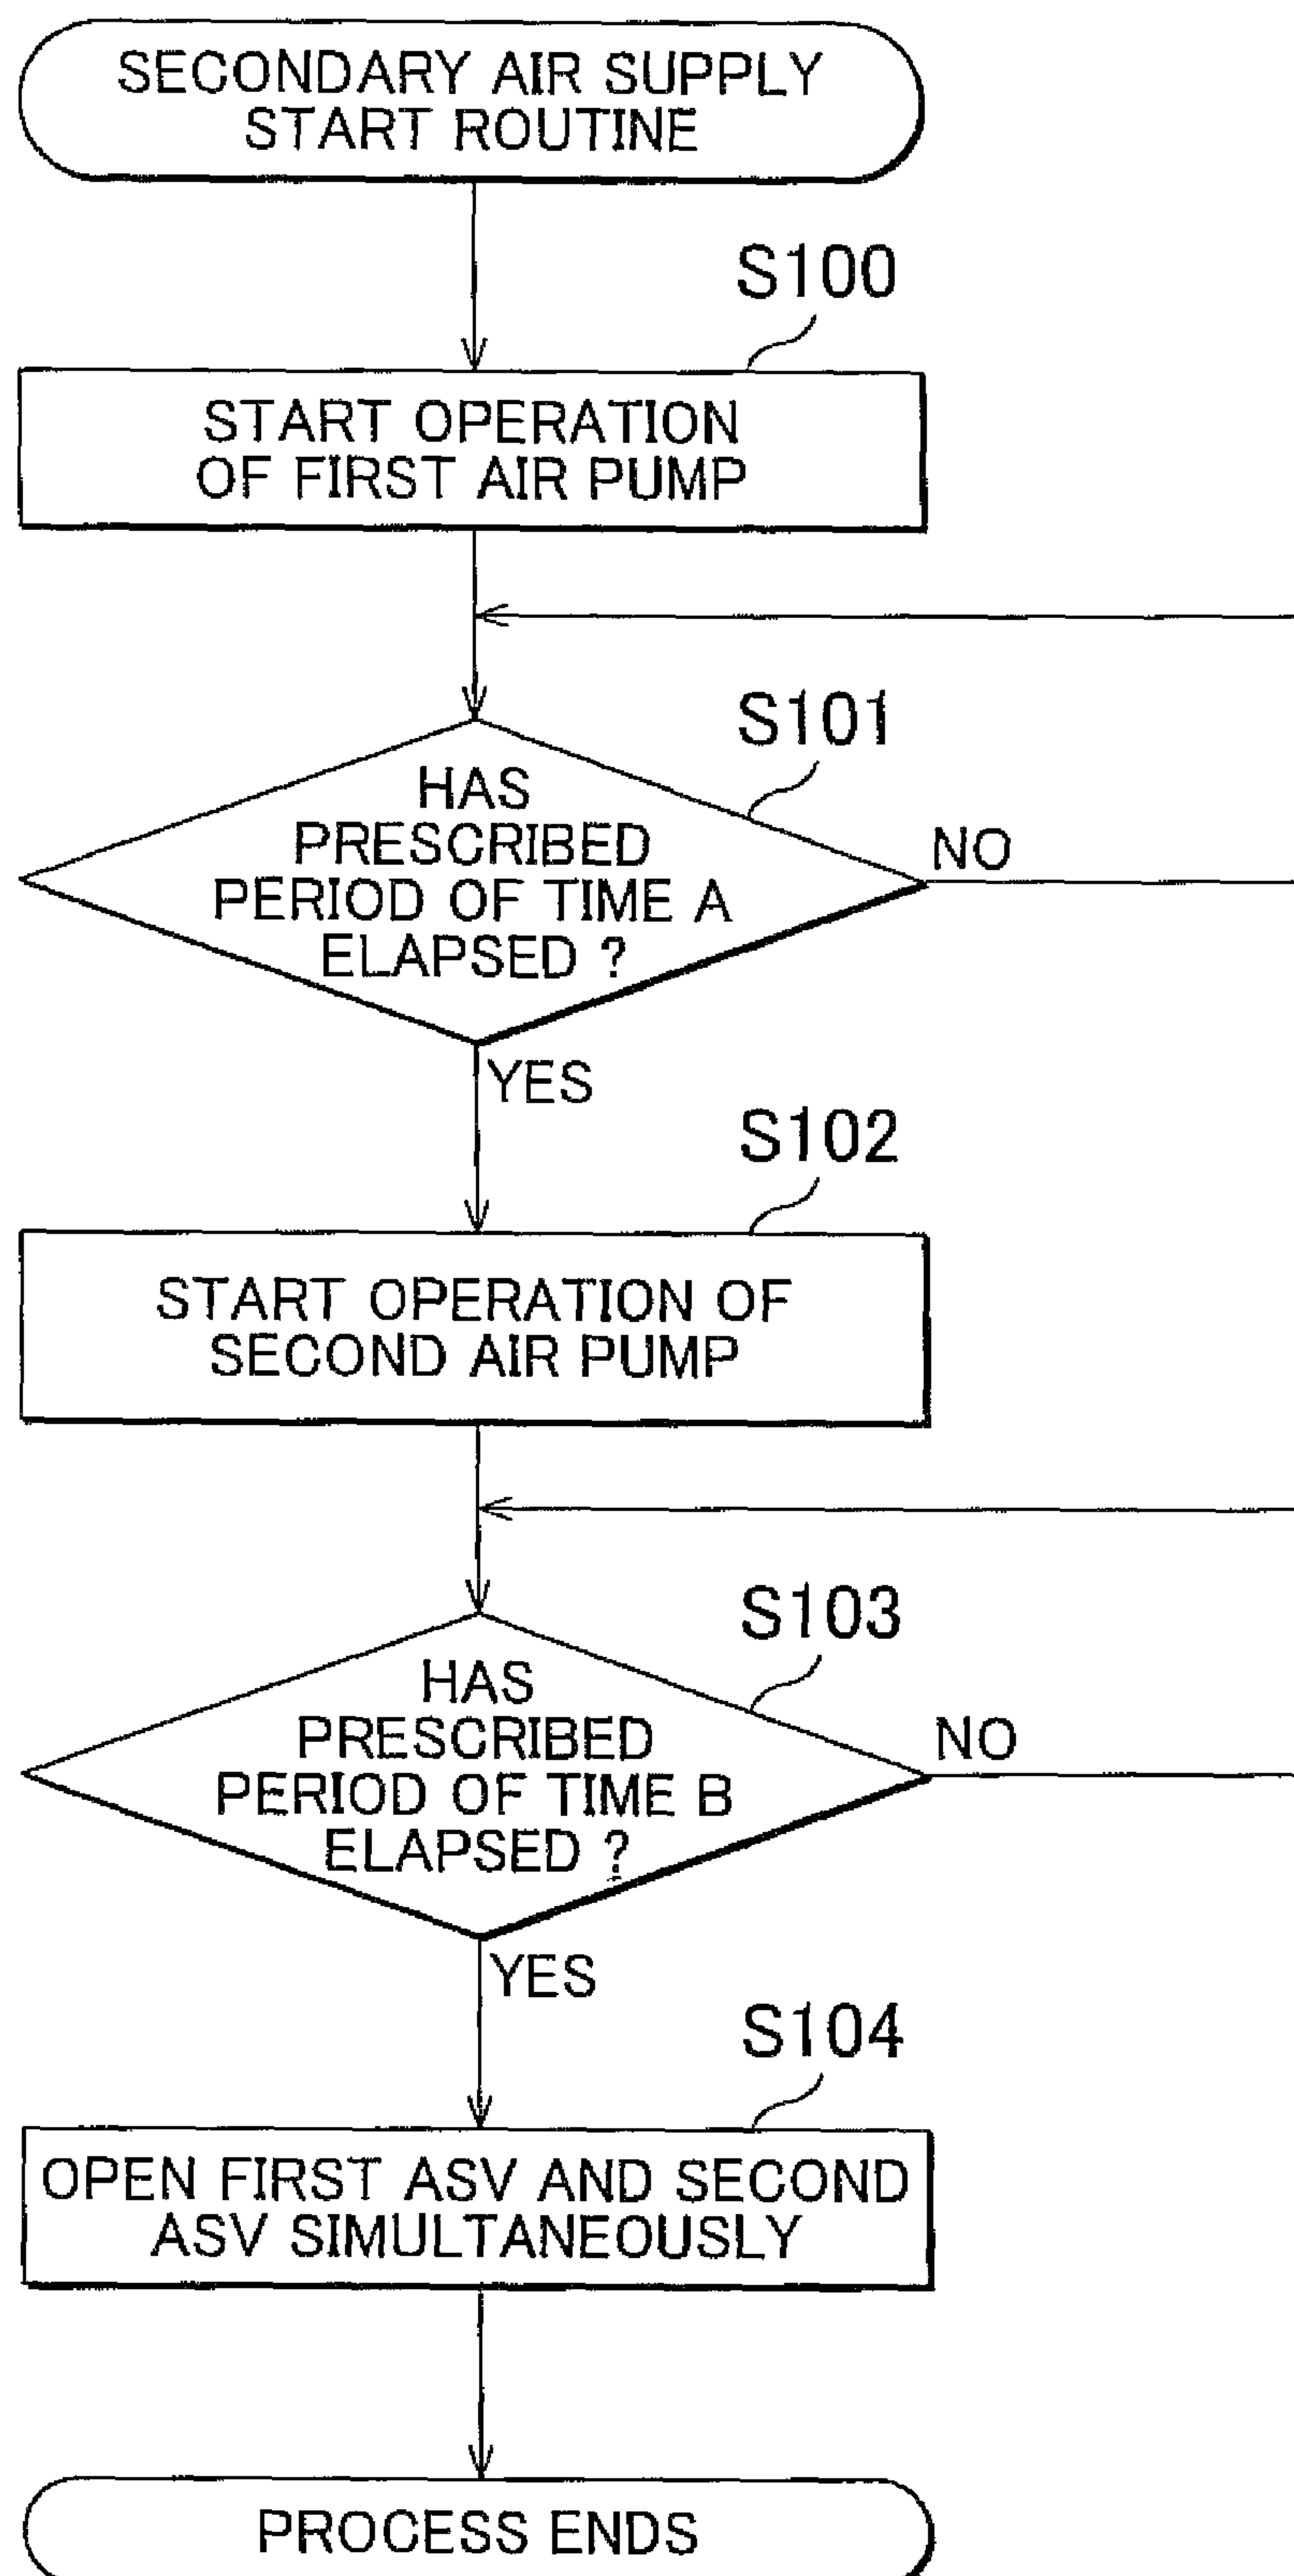 SECONDARY AIR SUPPLY
START ROUTINE
S100
START OPERATION
OF FIRST AIR PUMP
S101
HAS
PRESCRIBED
PERIOD OF TIME A
ELAPSED ?
NO
YES
S102
START OPERATION OF
SECOND AIR PUMP
S103
HAS
PRESCRIBED
PERIOD OF TIME B
ELAPSED ?
NO
YES
S104
OPEN FIRST ASV AND SECOND
ASV SIMULTANEOUSLY
PROCESS ENDS